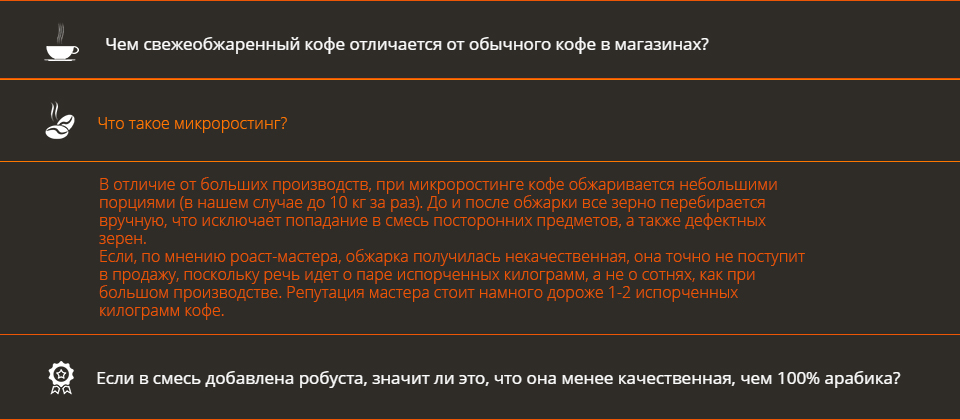 Чем свежеобжаренный кофе отличается от обычного кофе в магазинах?
Что такое микроростинг?
В отличие от больших производств, при микроростинге кофе обжаривается небольшими
порциями (в нашем случае до 10 кг за раз). До и после обжарки все зерно перебирается
вручную, что исключает попадание в смесь посторонних предметов, а также дефектных
зерен.
Если, по мнению роаст-мастера, обжарка получилась некачественная, она точно не поступит
в продажу, поскольку речь идет о паре испорченных килограмм, а не о сотнях, как при
большом производстве. Репутация мастера стоит намного дороже 1-2 испорченных
килограмм кофе.
Если в смесь добавлена робуста, значит ли это, что она менее качественная, чем 100% арабика?